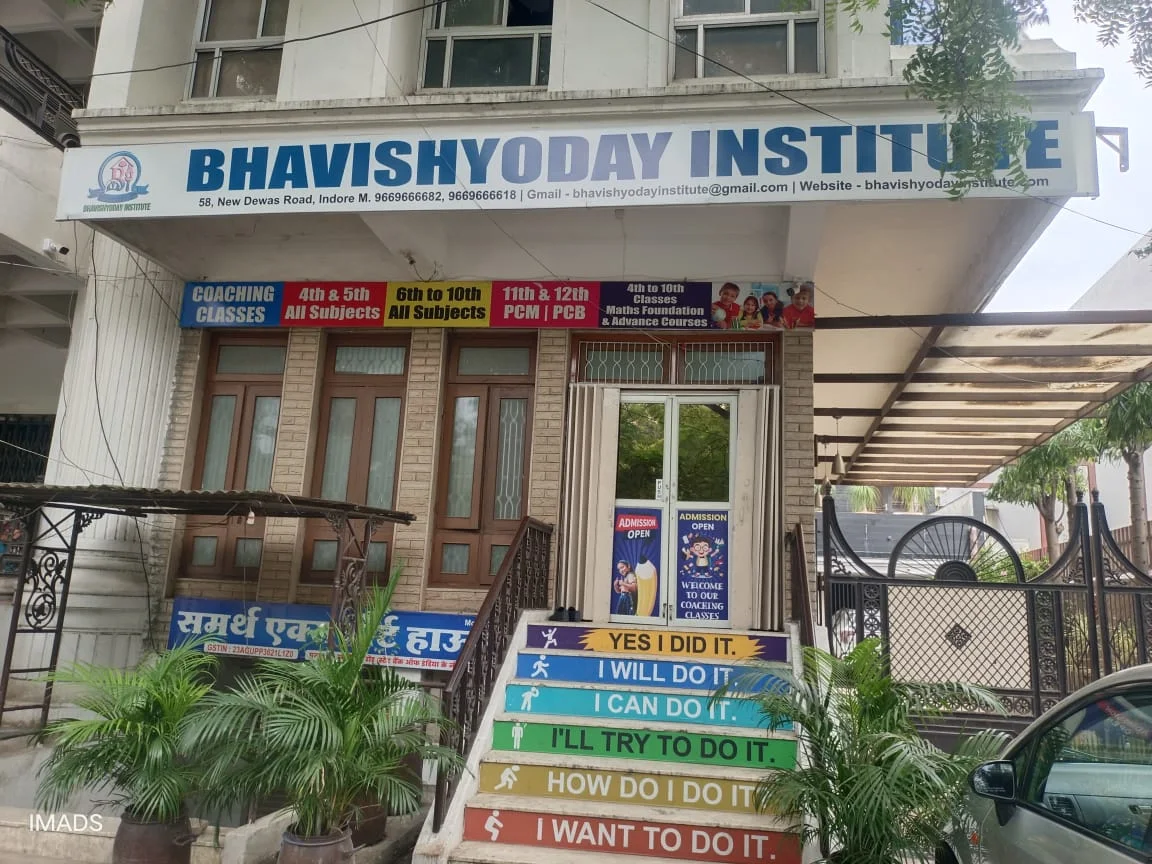 BHAVISHYODAY INSTITUTE
BHAVISHYODAY INSTITUTE
58, New Dewas Road, Indore M. 9669666682, 9669666618 | Gmail - bhavishyodayinstitute@gmail.com | Website - bhavishyodayinstitute.com
COACHING
CLASSES
4th & 5th
All Subjects
6th to 10th
All Subjects
11th & 12th
PCM | PCB
4th to 10th
Classes
Maths Foundation
& Advance Courses
ADMISSION
OPEN
ADMISSION
OPEN
WELCOME
TO OUR
COACHING
CLASSES
समर्थ
GSTIN : 23AGUPP3621L1Z0
YES I DID IT.
I WILL DO IT.
I CAN DO IT.
I'LL TRY TO DO IT.
HOW DO I DO IT
I WANT TO DO IT.
IMADS